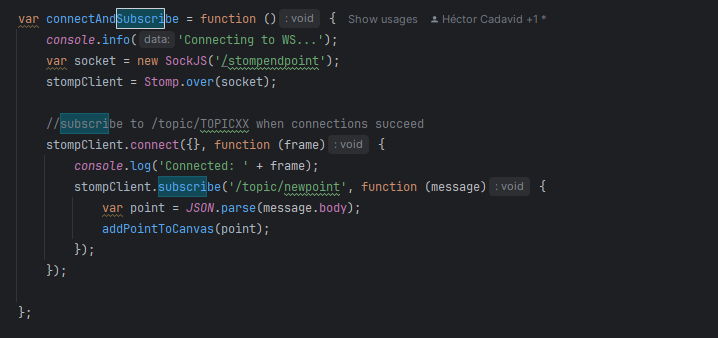 var connectAndSubscribe = function () : void { Show usages Héctor Cadavid +1 *
console.info( data: 'Connecting to WS...');
var socket = new SockJS('/stompendpoint');
stompClient = Stomp.over(socket);
//subscribe to /topic/TOPICXX when connections succeed
stompClient.connect({}, function (frame) : void {
console.log('Connected: ' + frame);
stompClient.subscribe('/topic/newpoint', function (message) : void {
var point = JSON.parse(message.body);
addPointToCanvas(point);
});
});
};